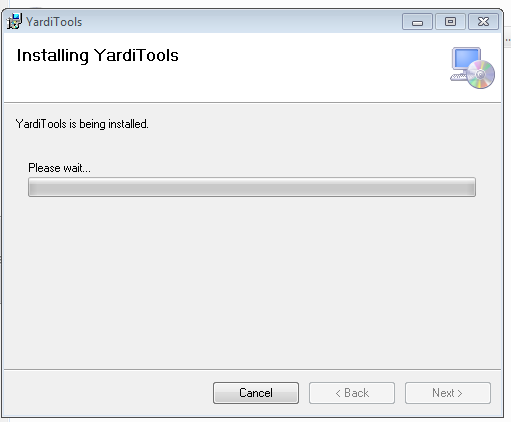 YardiTools
Installing YardiTools
YardiTools is being installed.
Please wait...
Cancel
< Back
Next >